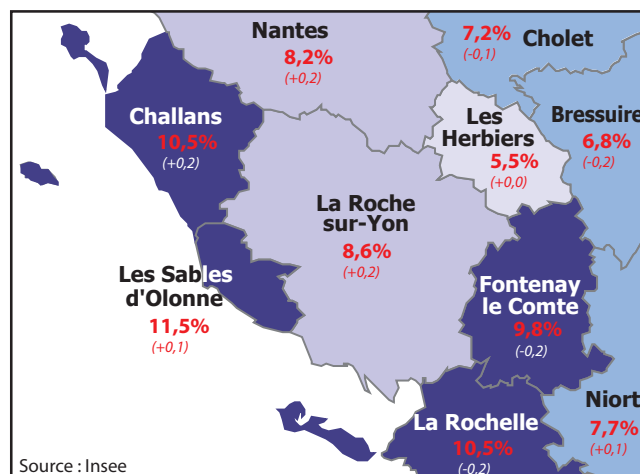 Nantes
8,2%
(+0,2)
7,2%
(-0,1)
Cholet
Challans
10,5%
(+0,2)
Les
Herbiers
5,5%
(+0,0)
Bressuire
6,8%
(-0,2)
La Roche
sur-Yon
8,6%
(+0,2)
Les Sables
d'Olonne
11,5%
(+0,1)
Fontenay
le Comte
9,8%
(-0,2)
La Rochelle
10,5%
(-0,2)
Niort
7,7%
(+0,1)
Source : Insee